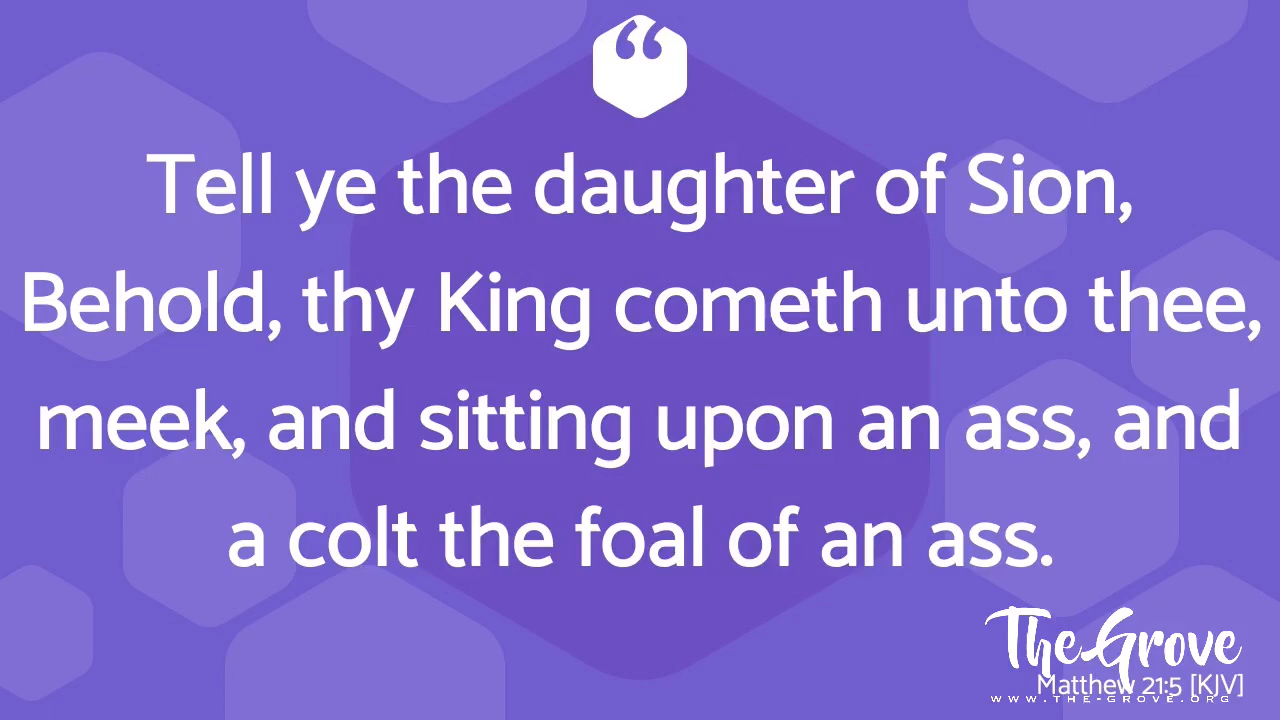 “
Tell ye the daughter of Sion,
Behold, thy King cometh unto thee,
meek, and sitting upon an ass, and
a colt the foal of an ass.
The Grove
Matthew 21:5 [KJV]
WWW.THE-GROVE.ORG